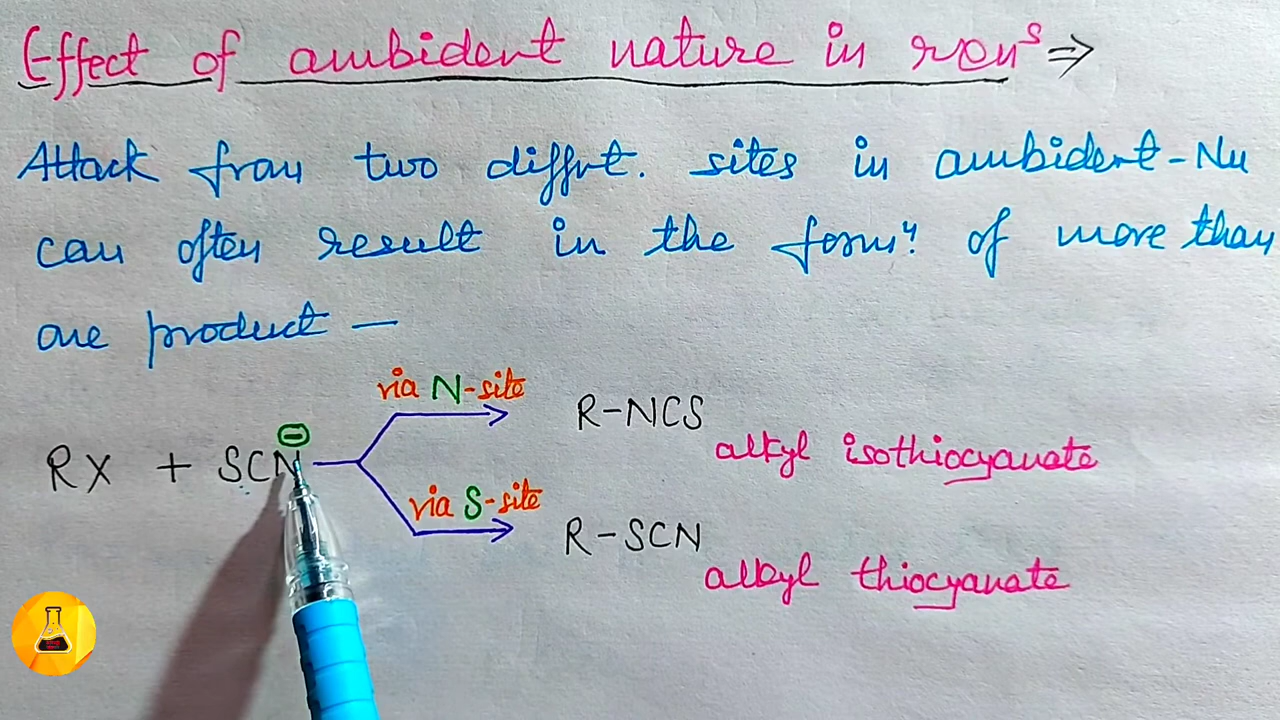 Effect of ambident nature in rxnˢ ⇒
Attack from two diffrt. sites in ambident-Nu
can often result in the formⁿ. of more than
one product —
via N-site
R-NCS
alkyl isothiocyanate
RX + SCN⊖
via S-site
R-SCN
alkyl thiocyanate